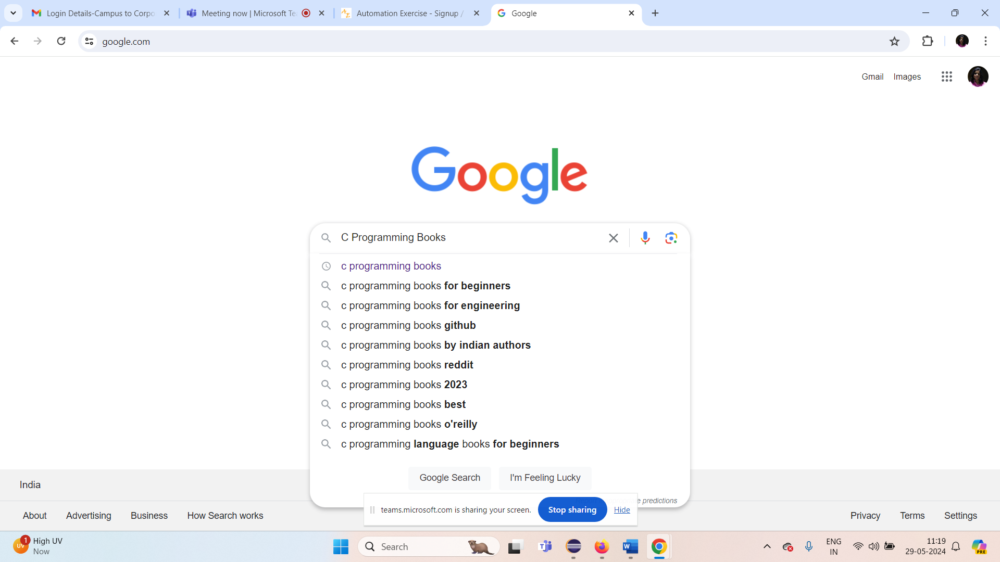 Login Details-Campus to Corpo
Meeting now | Microsoft Te
Automation Exercise - Signup /
Google
google.com
Gmail Images
Google
C Programming Books
c programming books
c programming books for beginners
c programming books for engineering
c programming books github
c programming books by indian authors
c programming books reddit
c programming books 2023
c programming books best
c programming books o'reilly
c programming language books for beginners
Google Search I'm Feeling Lucky
India
predictions
teams.microsoft.com is sharing your screen. Stop sharing Hide
About Advertising Business How Search works
Privacy Terms Settings
UV 1 High UV
Now
Search
ENG
IN
11:19
29-05-2024
PRE